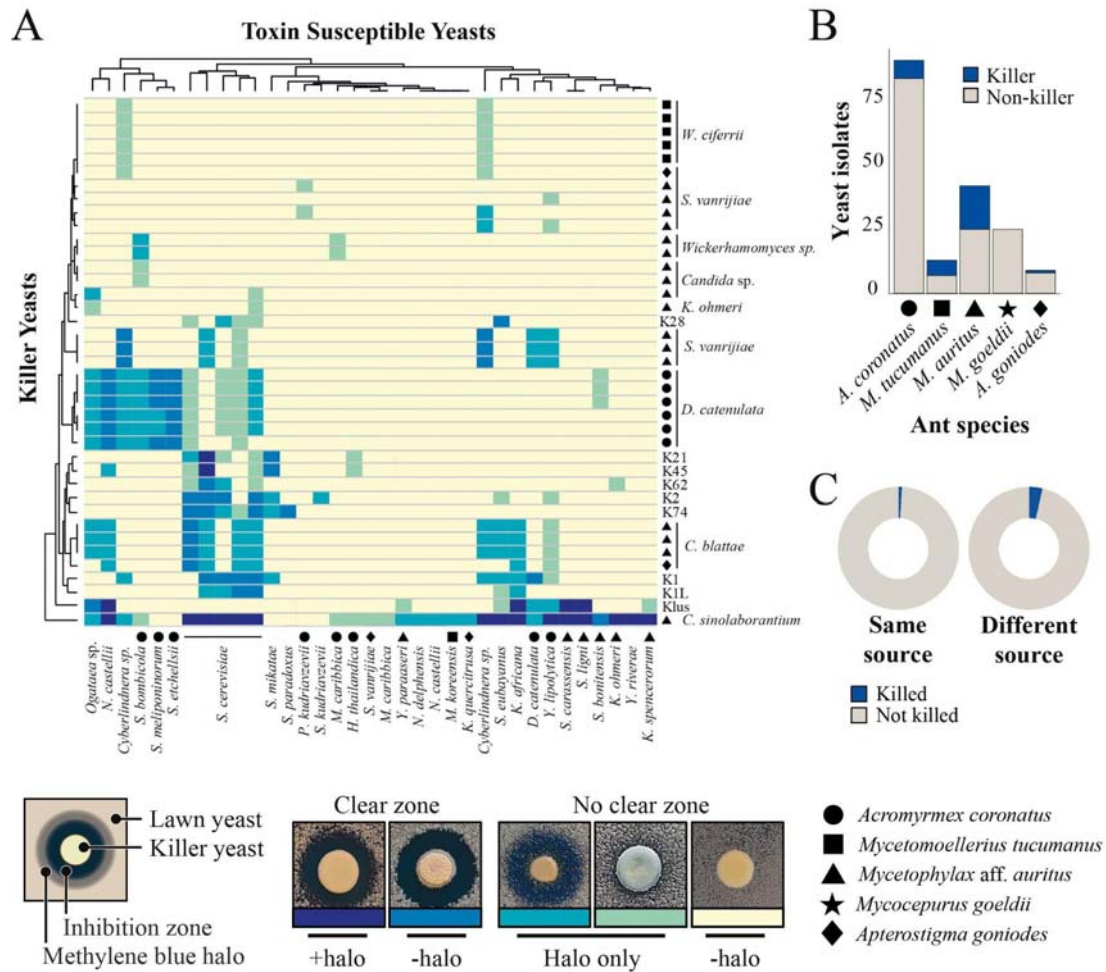 A
Toxin Susceptible Yeasts
Killer Yeasts
W. ciferrii
S. vanrijiae
Wickerhamomyces sp.
Candida sp.
K. ohmeri
K28
S. vanrijiae
D. catenulata
K21
K45
K62
K2
K74
C. blattae
K1
K1L
Klus
C. sinolaborantium
Ogataea sp.
N. castellii
Cyberlindnera sp.
S. bombicola
S. meliponinorum
S. etchellsii
S. cerevisiae
S. mikatae
S. paradoxus
P. kudriavzevii
S. kudriavzevii
M. caribbica
H. thailandica
S. vanrijiae
M. caribica
Y. paraaseri
N. delphensis
N. castellii
M. koreensis
K. quercitrusa
Cyberlindnera sp.
S. eubayanus
K. africana
D. catenulata
Y. lipolytica
S. carassensis
S. ligni
S. bonitensis
K. ohmeri
Y. riverae
K. spencerorum
B
Killer
Non-killer
Yeast isolates
75
50
25
0
A. coronatus
M. tucumanus
M. auritus
M. goeldii
A. goniodes
Ant species
C
Same
source
Different
source
Killed
Not killed
Lawn yeast
Killer yeast
Inhibition zone
Methylene blue halo
Clear zone
No clear zone
+halo
-halo
Halo only
-halo
Acromyrmex coronatus
Mycetomoellerius tucumanus
Mycetophylax aff. auritus
Mycocepurus goeldii
Apterostigma goniodes